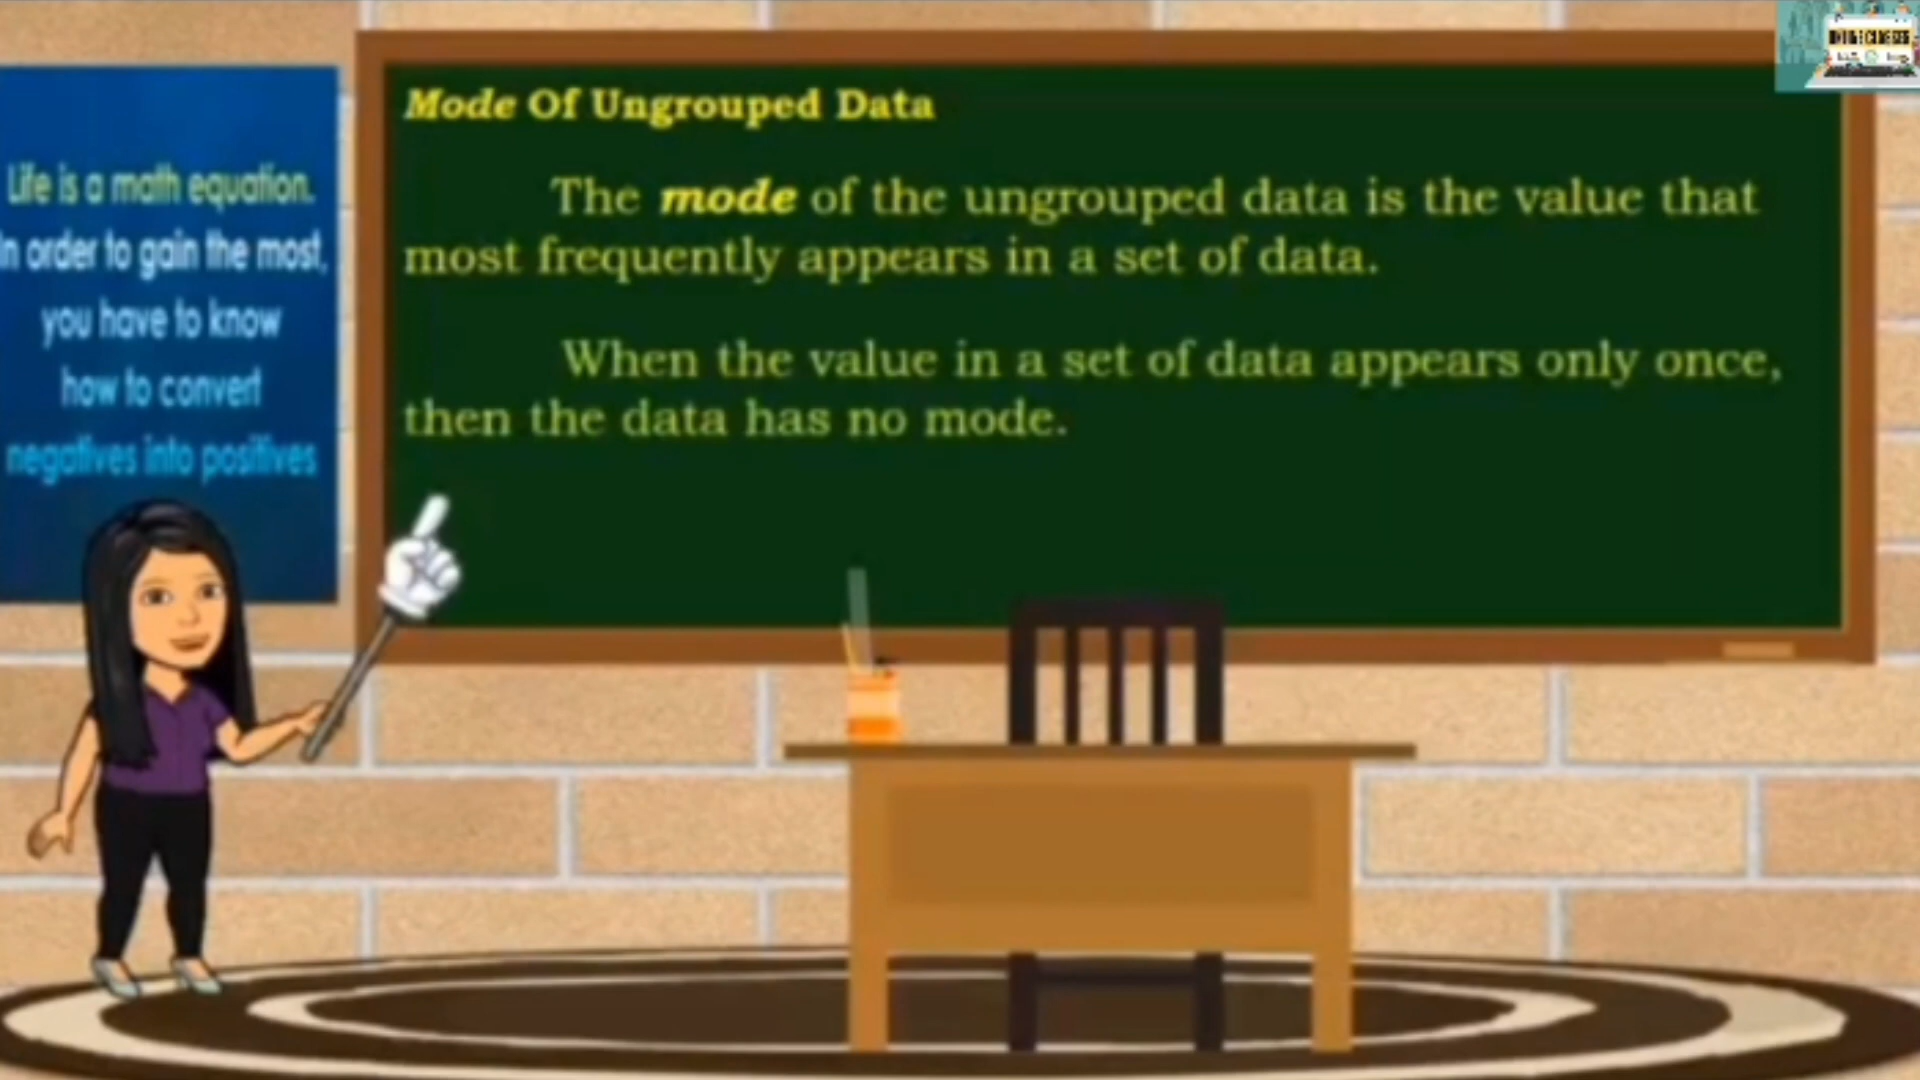 Mode Of Ungrouped Data
The mode of the ungrouped data is the value that
most frequently appears in a set of data.
When the value in a set of data appears only once,
then the data has no mode.
Life is a math equation.
In order to gain the most,
you have to know
how to convert
negatives into positives